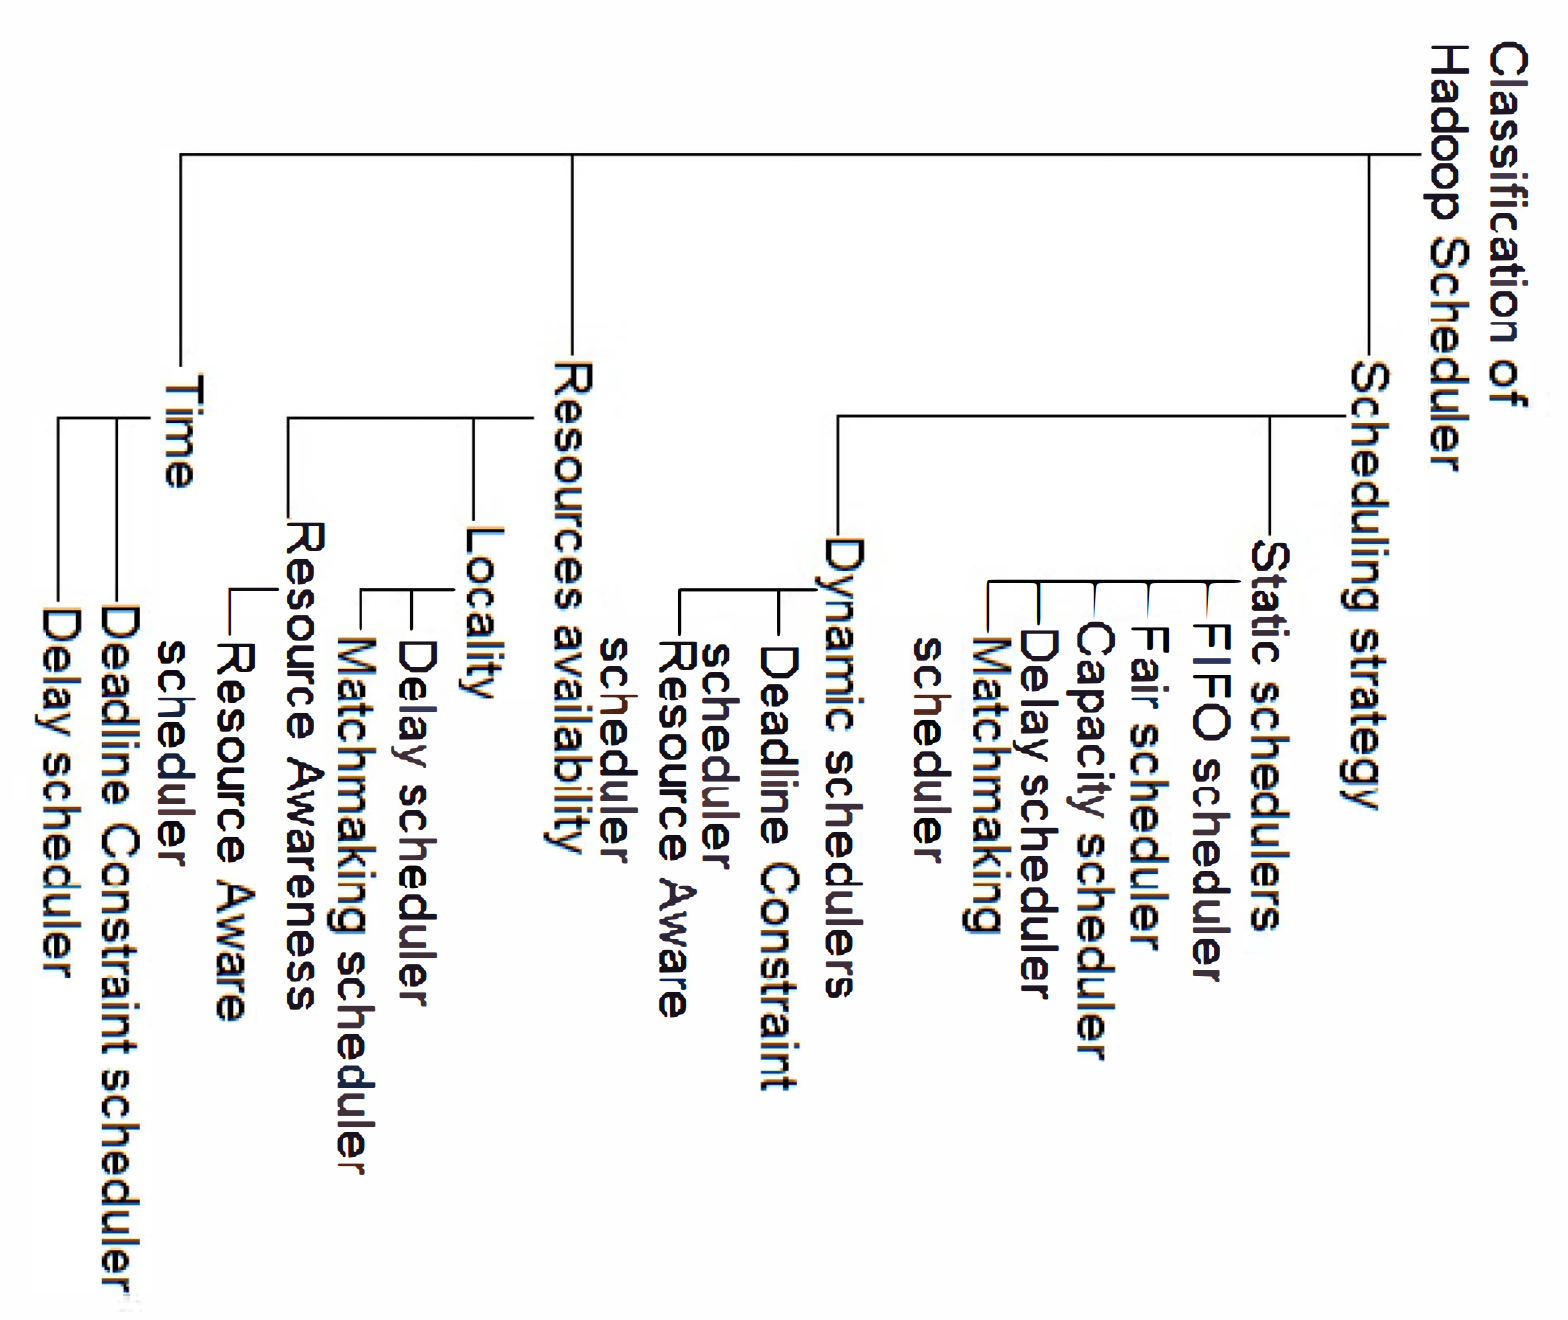 Classification of
Hadoop Scheduler
Scheduling strategy
Static schedulers
FIFO scheduler
Fair scheduler
Capacity scheduler
Delay scheduler
Matchmaking
scheduler
Dynamic schedulers
Deadline Constraint
scheduler
Resource Aware
scheduler
Resources availability
Locality
Delay scheduler
Matchmaking scheduler
Resource Awareness
Resource Aware
scheduler
Time
Deadline Constraint scheduler
Delay scheduler